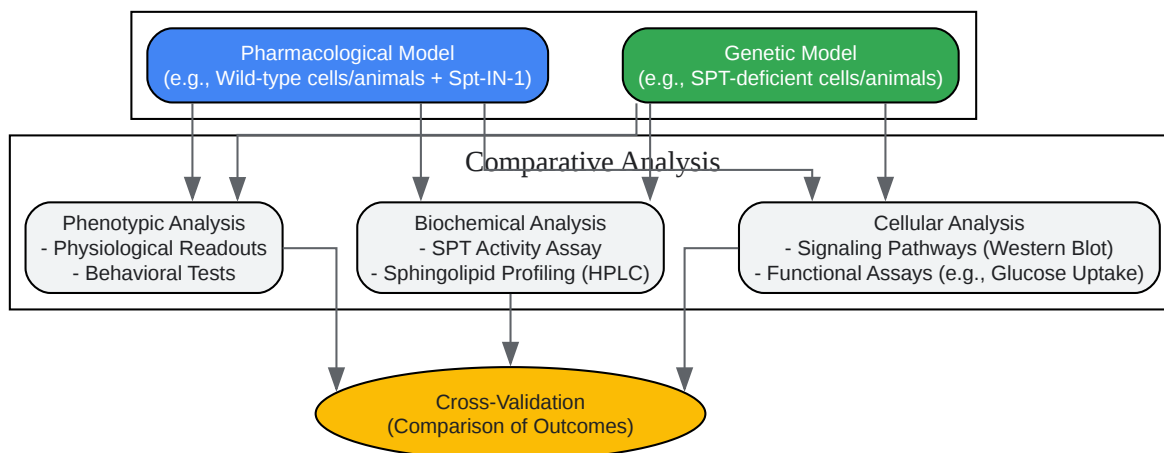 Pharmacological Model
(e.g., Wild-type cells/animals + Spt-IN-1)
Genetic Model
(e.g., SPT-deficient cells/animals)
Comparative Analysis
Phenotypic Analysis
- Physiological Readouts
- Behavioral Tests
Biochemical Analysis
- SPT Activity Assay
- Sphingolipid Profiling (HPLC)
Cellular Analysis
- Signaling Pathways (Western Blot)
- Functional Assays (e.g., Glucose Uptake)
Cross-Validation
(Comparison of Outcomes)